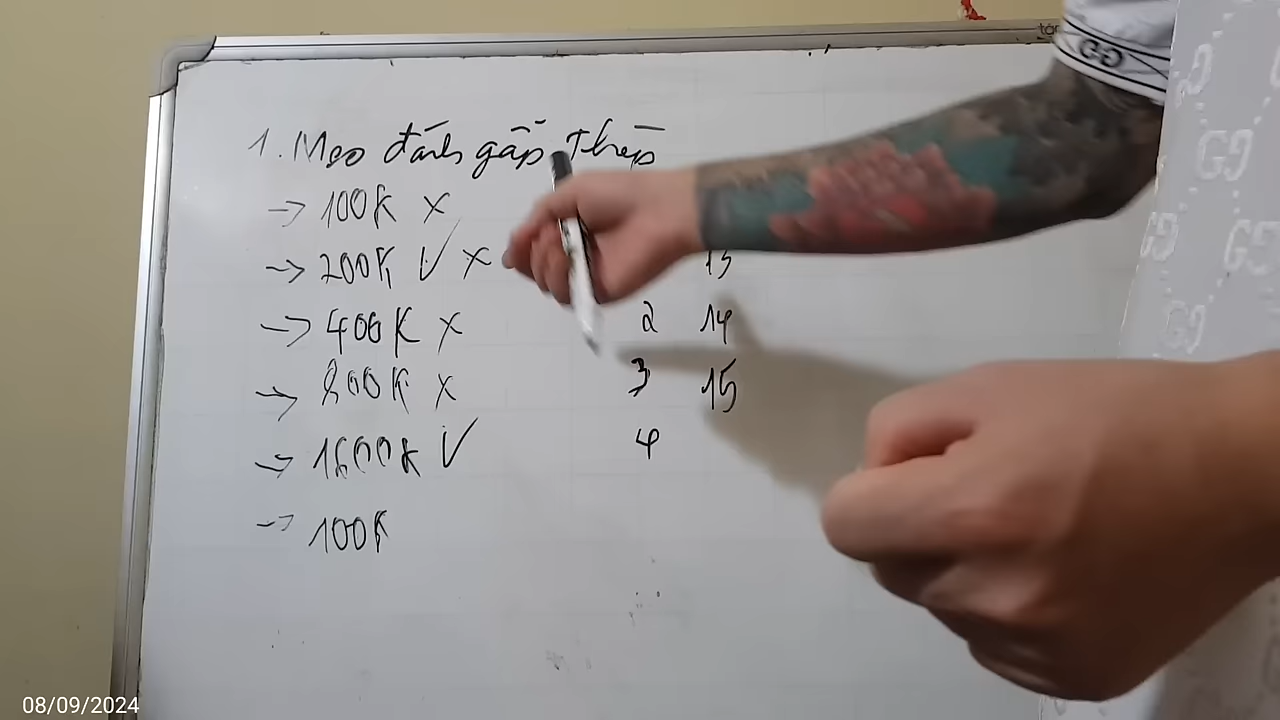 1. Mẹo đánh gấp thếp
→ 100K x
→ 200K V x 13
→ 400K x 2 14
→ 800K x 3 15
→ 1600K V 4
→ 100K
GG
08/09/2024